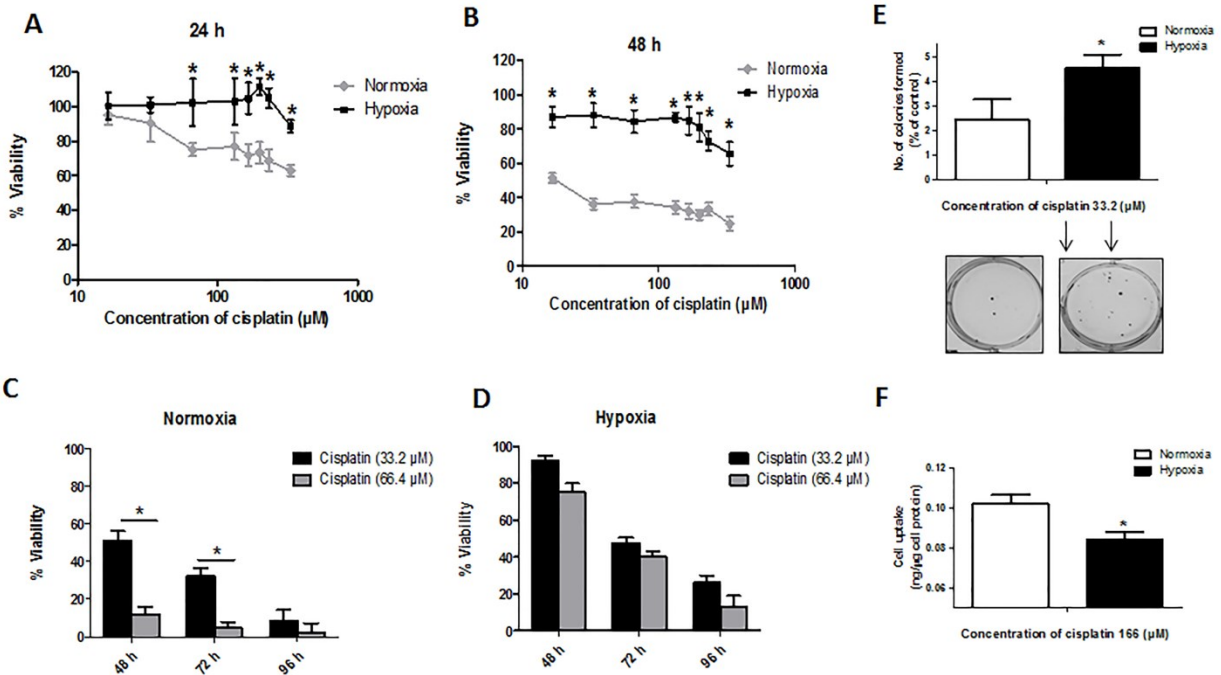 A
24 h
120
100
80
60
40
20
0
10
100
1000
% Viability
Concentration of cisplatin (µM)
Normoxia
Hypoxia
* * * * * *
B
48 h
120
100
80
60
40
20
0
10
100
1000
% Viability
Concentration of cisplatin (µM)
Normoxia
Hypoxia
* * * * * * * *
E
Normoxia
Hypoxia
*
5
4
3
2
1
0
No. of colonies formed
(% of control)
Concentration of cisplatin 33.2 (µM)
C
Normoxia
100
80
60
40
20
0
% Viability
Cisplatin (33.2 µM)
Cisplatin (66.4 µM)
*
*
48 h
72 h
96 h
D
Hypoxia
100
80
60
40
20
0
% Viability
Cisplatin (33.2 µM)
Cisplatin (66.4 µM)
48 h
72 h
96 h
F
Normoxia
Hypoxia
0.12
0.10
0.08
0.06
*
Cell uptake
(ng/µg cell protein)
Concentration of cisplatin 166 (µM)